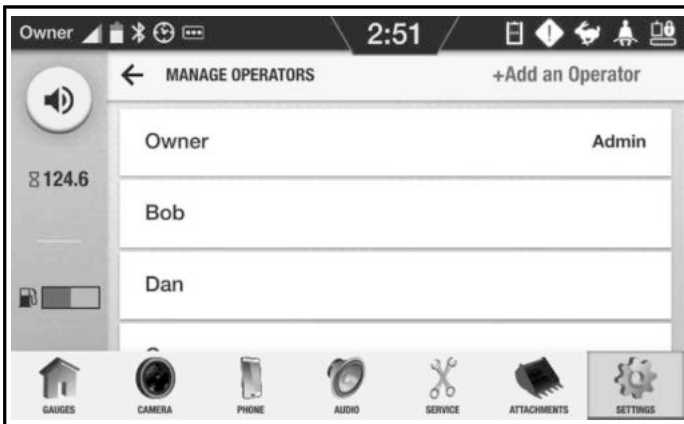 Owner 2:51
MANAGE OPERATORS +Add an Operator
Owner Admin
124.6
Bob
Dan
GAUGES CAMERA PHONE AUDIO SERVICE ATTACHMENTS SETTINGS